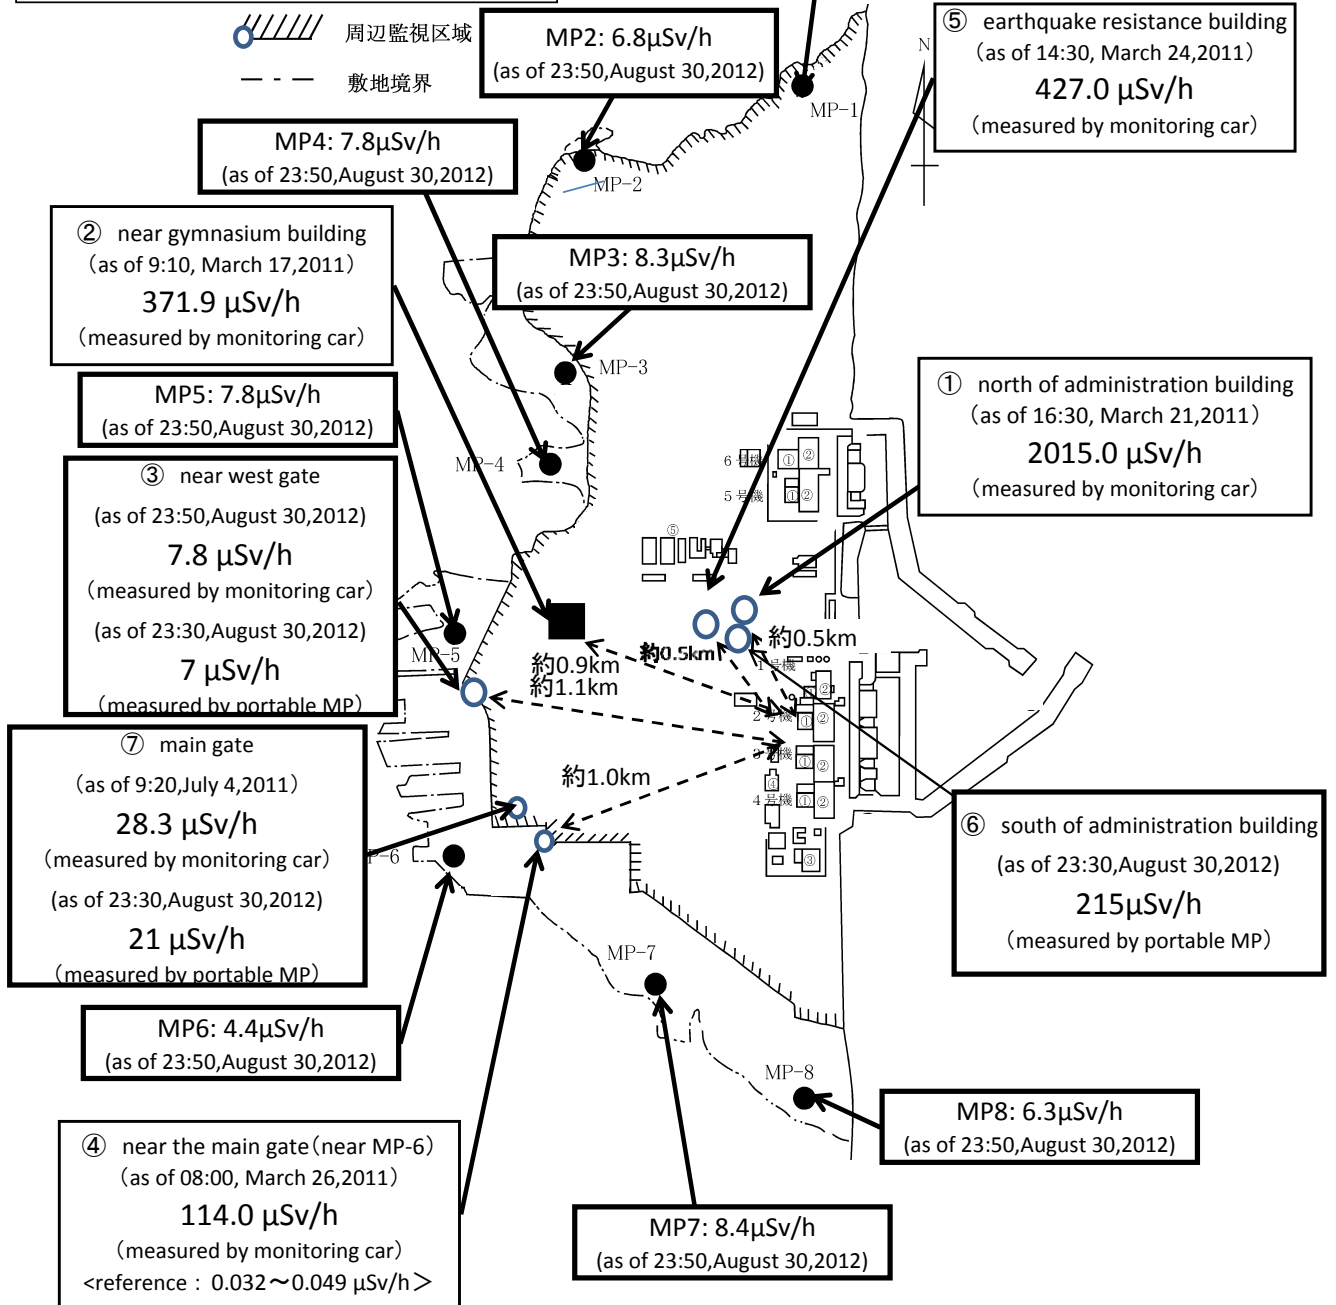 周辺監視区域
敷地境界
MP2: 6.8μSv/h
(as of 23:50,August 30,2012)
⑤ earthquake resistance building
(as of 14:30, March 24,2011)
427.0 μSv/h
(measured by monitoring car)
N
MP-1
MP4: 7.8μSv/h
(as of 23:50,August 30,2012)
MP-2
② near gymnasium building
(as of 9:10, March 17,2011)
371.9 μSv/h
(measured by monitoring car)
MP3: 8.3μSv/h
(as of 23:50,August 30,2012)
MP-3
① north of administration building
(as of 16:30, March 21,2011)
2015.0 μSv/h
(measured by monitoring car)
MP5: 7.8μSv/h
(as of 23:50,August 30,2012)
MP-4
6号機
① ②
5号機
① ②
⑤
③ near west gate
(as of 23:50,August 30,2012)
7.8 μSv/h
(measured by monitoring car)
(as of 23:30,August 30,2012)
7 μSv/h
(measured by portable MP)
MP-5
約0.5km
約0.5km
約0.9km
約1.1km
1号機
②
2号機
① ②
3号機
① ②
④
4号機
① ②
③
約1.0km
⑦ main gate
(as of 9:20,July 4,2011)
28.3 μSv/h
(measured by monitoring car)
(as of 23:30,August 30,2012)
21 μSv/h
(measured by portable MP)
P-6
⑥ south of administration building
(as of 23:30,August 30,2012)
215μSv/h
(measured by portable MP)
MP-7
MP6: 4.4μSv/h
(as of 23:50,August 30,2012)
MP-8
MP8: 6.3μSv/h
(as of 23:50,August 30,2012)
④ near the main gate(near MP-6)
(as of 08:00, March 26,2011)
114.0 μSv/h
(measured by monitoring car)
<reference : 0.032～0.049 μSv/h＞
MP7: 8.4μSv/h
(as of 23:50,August 30,2012)